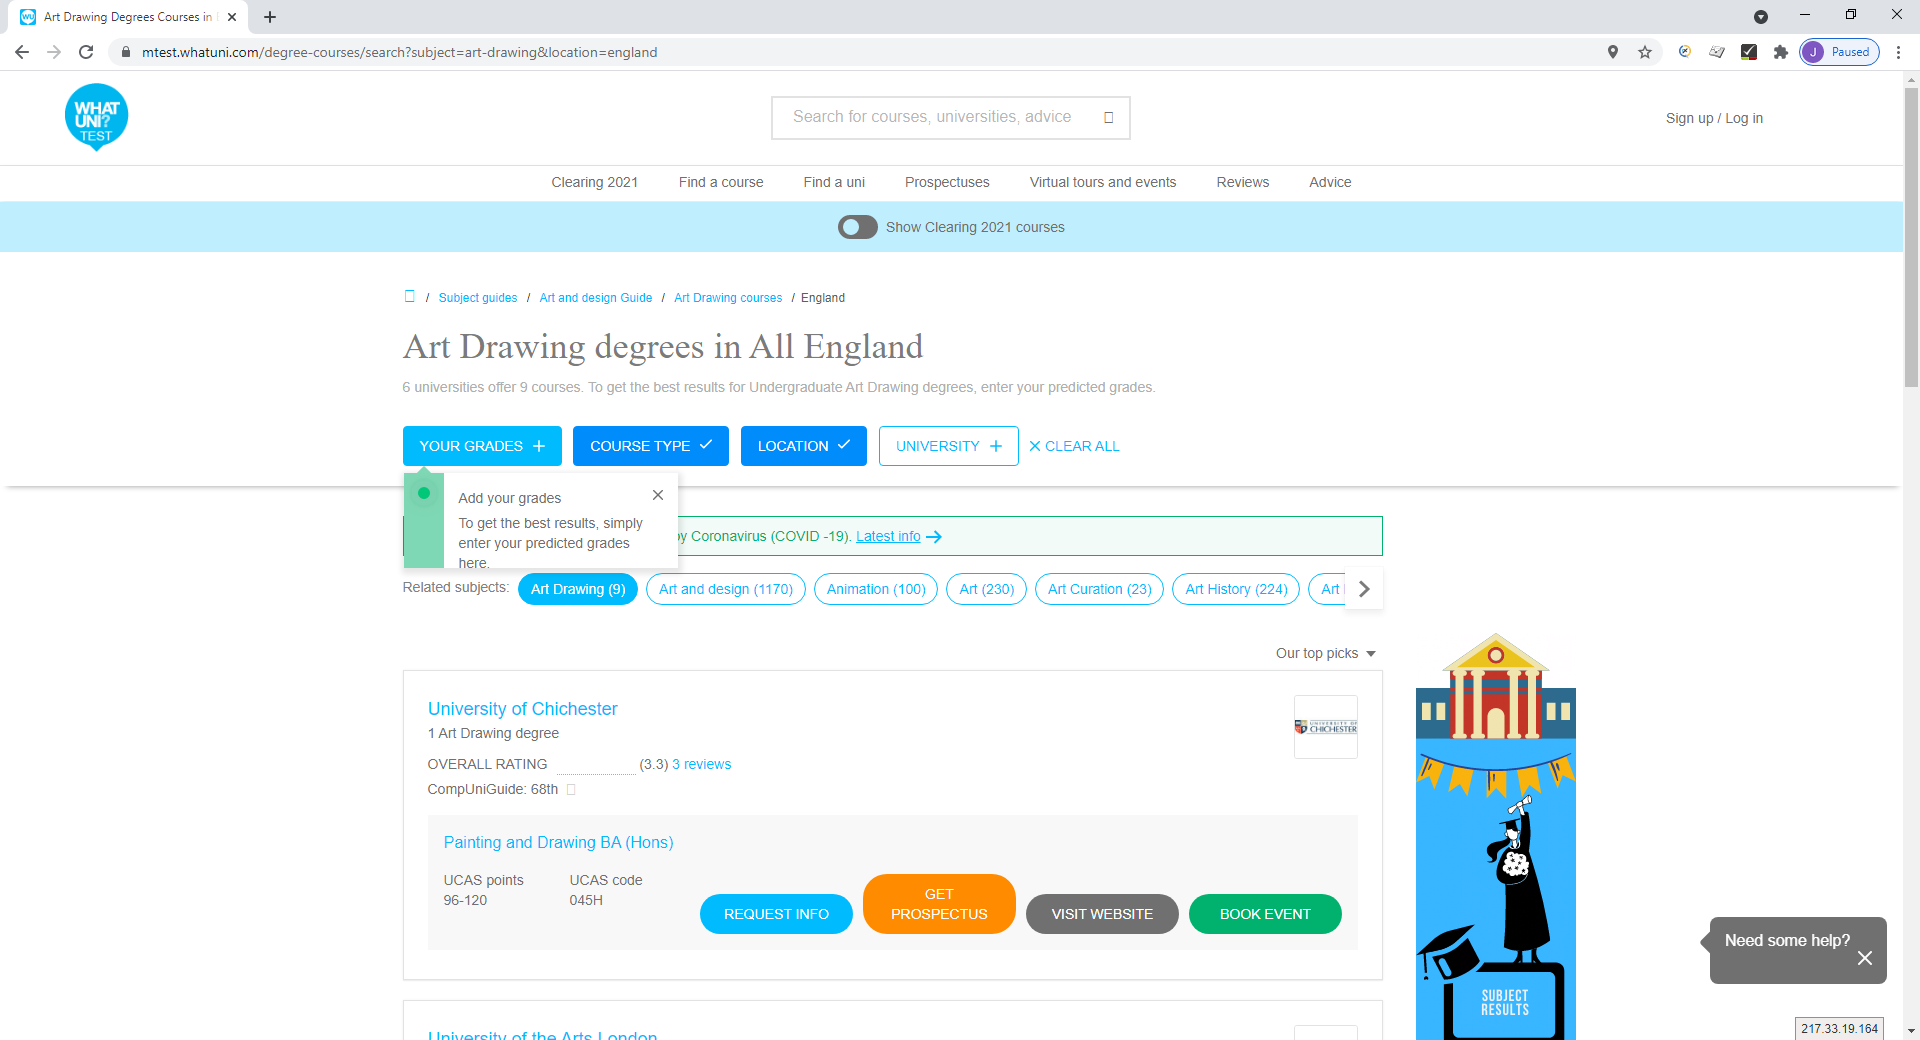 Art Drawing Degrees Courses in
mtest.whatuni.com/degree-courses/search?subject=art-drawing&location=england
J Paused
WHAT
UNI?
TEST
Search for courses, universities, advice
Sign up / Log in
Clearing 2021 Find a course Find a uni Prospectuses Virtual tours and events Reviews Advice
Show Clearing 2021 courses
/ Subject guides / Art and design Guide / Art Drawing courses / England
Art Drawing degrees in All England
6 universities offer 9 courses. To get the best results for Undergraduate Art Drawing degrees, enter your predicted grades.
YOUR GRADES COURSE TYPE LOCATION UNIVERSITY CLEAR ALL
Add your grades
To get the best results, simply
enter your predicted grades
here.
by Coronavirus (COVID -19). Latest info
Related subjects: Art Drawing (9) Art and design (1170) Animation (100) Art (230) Art Curation (23) Art History (224) Art
Our top picks
University of Chichester
1 Art Drawing degree
UNIVERSITY OF
CHICHESTER
OVERALL RATING (3.3) 3 reviews
CompUniGuide: 68th
Painting and Drawing BA (Hons)
UCAS points UCAS code
96-120 045H
REQUEST INFO GET PROSPECTUS VISIT WEBSITE BOOK EVENT
Need some help?
SUBJECT
RESULTS
University of the Arts London
217.33.19.164